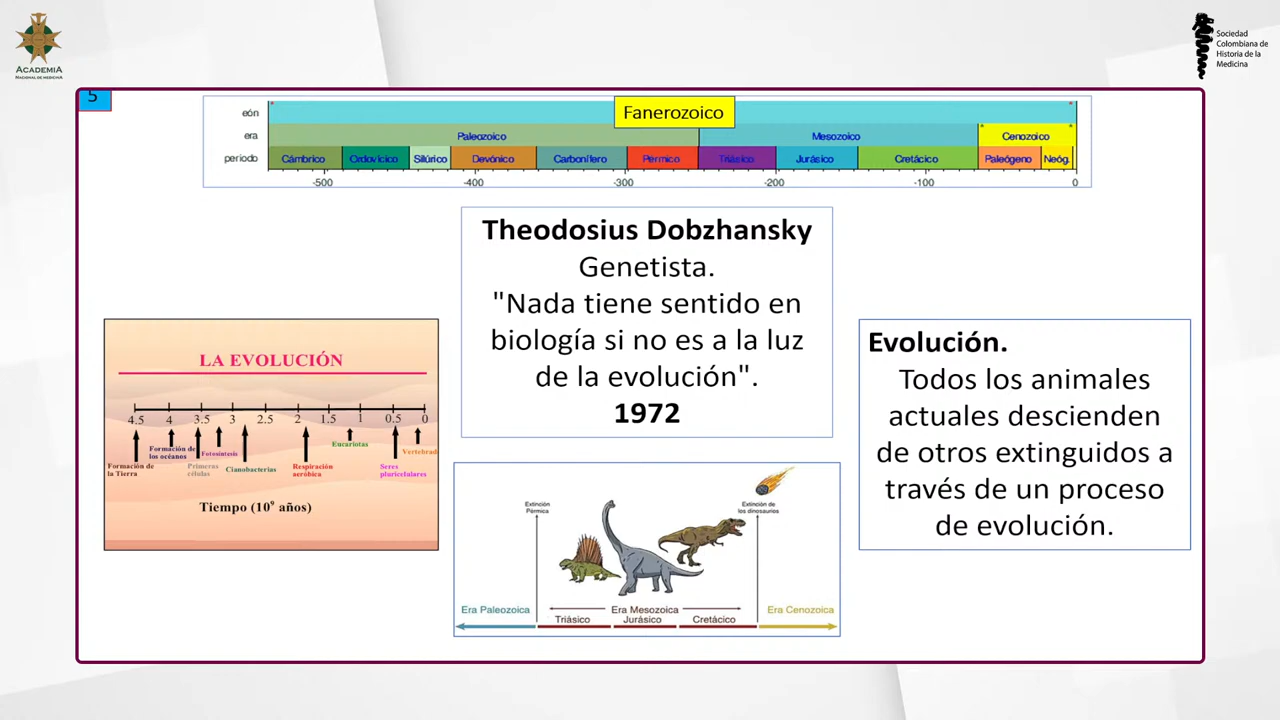 ACADEMIA
NACIONAL DE MEDICINA
Sociedad
Colombiana de
Historia de la
Medicina
5
eón
Fanerozoico
era
Paleozoico
Mesozoico
Cenozoico
periodo
Cámbrico
Ordovícico
Silúrico
Devónico
Carbonífero
Pérmico
Triásico
Jurásico
Cretácico
Paleógeno
Neóg.
-500
-400
-300
-200
-100
0
Theodosius Dobzhansky
Genetista.
"Nada tiene sentido en
biología si no es a la luz
de la evolución".
1972
LA EVOLUCIÓN
4.5 4 3.5 3 2.5 2 1.5 1 0.5 0
Formación de
la Tierra
Formación de
los océanos
Primeras
células
Fotosíntesis
Cianobacterias
Respiración
aeróbica
Eucariotas
Seres
pluricelulares
Vertebrad
Tiempo (10⁹ años)
Evolución.
Todos los animales
actuales descienden
de otros extinguidos a
través de un proceso
de evolución.
Extinción
Pérmica
Extinción de
los dinosaurios
Era Paleozoica
Era Mesozoica
Era Cenozoica
Triásico
Jurásico
Cretácico